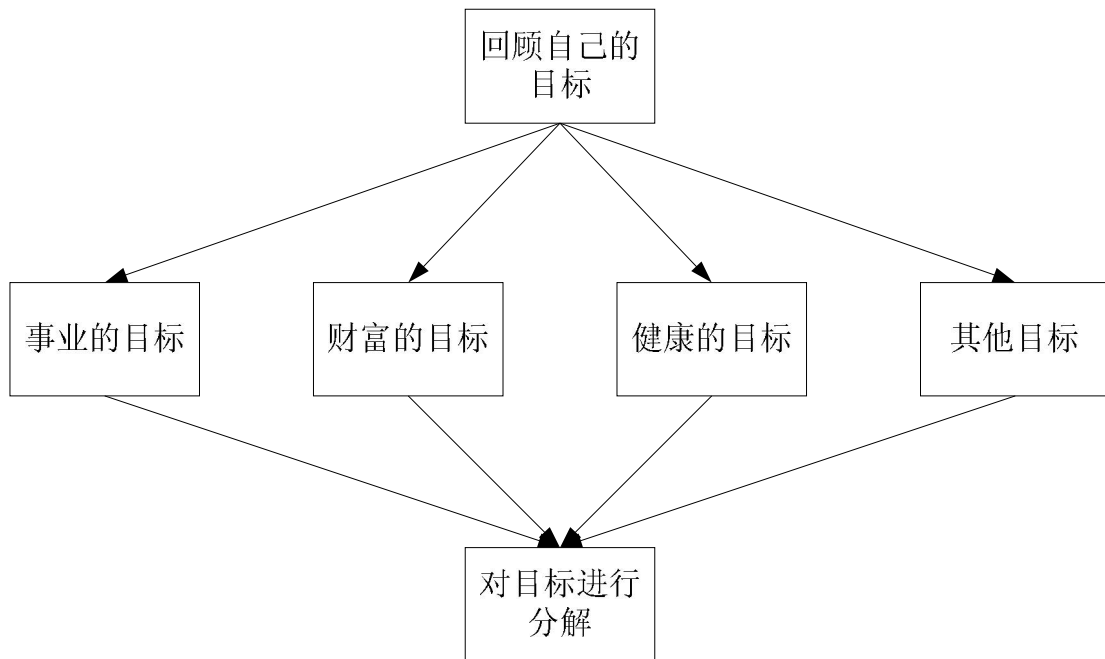 回顾自己的
目标
事业的目标
财富的目标
健康的目标
其他目标
对目标进行
分解